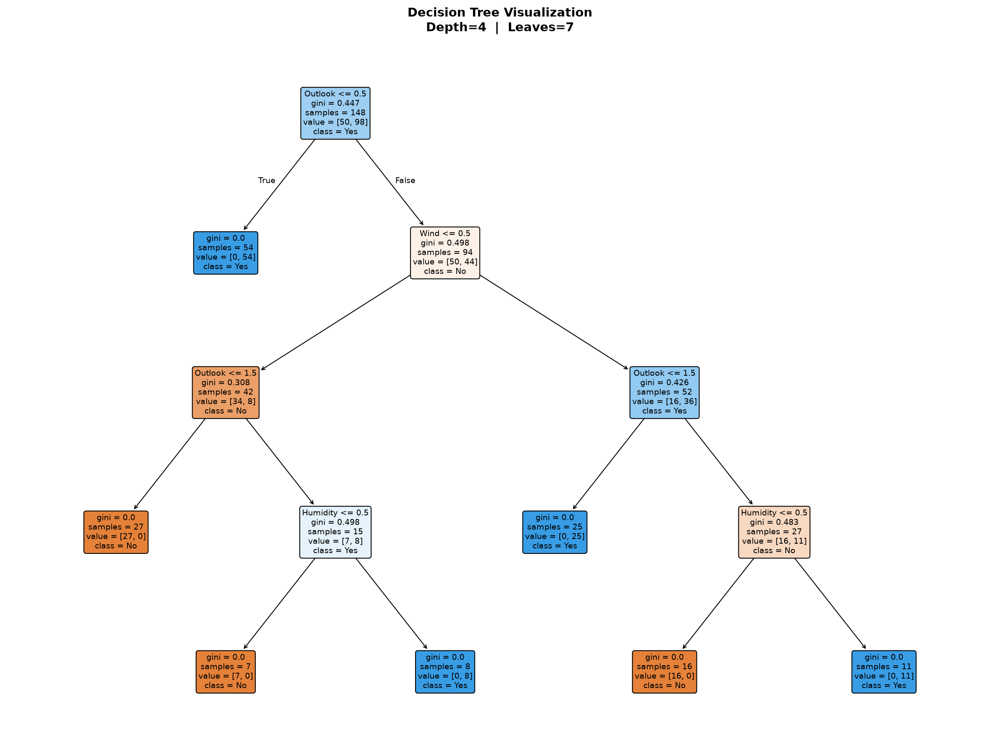 Decision Tree Visualization
Depth=4 | Leaves=7
Outlook <= 0.5
gini = 0.447
samples = 148
value = [50, 98]
class = Yes
True
False
gini = 0.0
samples = 54
value = [0, 54]
class = Yes
Wind <= 0.5
gini = 0.498
samples = 94
value = [50, 44]
class = No
Outlook <= 1.5
gini = 0.308
samples = 42
value = [34, 8]
class = No
Outlook <= 1.5
gini = 0.426
samples = 52
value = [16, 36]
class = Yes
gini = 0.0
samples = 27
value = [27, 0]
class = No
Humidity <= 0.5
gini = 0.498
samples = 15
value = [7, 8]
class = Yes
gini = 0.0
samples = 25
value = [0, 25]
class = Yes
Humidity <= 0.5
gini = 0.483
samples = 27
value = [16, 11]
class = No
gini = 0.0
samples = 7
value = [7, 0]
class = No
gini = 0.0
samples = 8
value = [0, 8]
class = Yes
gini = 0.0
samples = 16
value = [16, 0]
class = No
gini = 0.0
samples = 11
value = [0, 11]
class = Yes